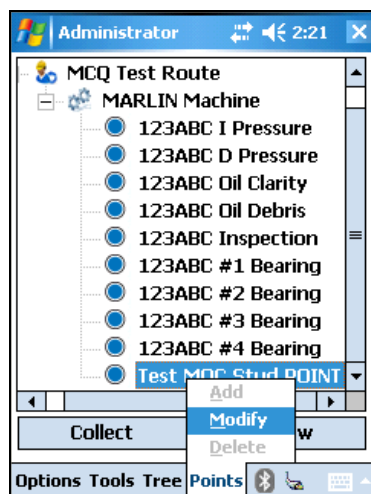 Administrator 2:21
MCQ Test Route
MARLIN Machine
123ABC I Pressure
123ABC D Pressure
123ABC Oil Clarity
123ABC Oil Debris
123ABC Inspection
123ABC #1 Bearing
123ABC #2 Bearing
123ABC #3 Bearing
123ABC #4 Bearing
Test MQC Stud POINT
Add
Modify
Delete
Collect w
Options Tools Tree Points